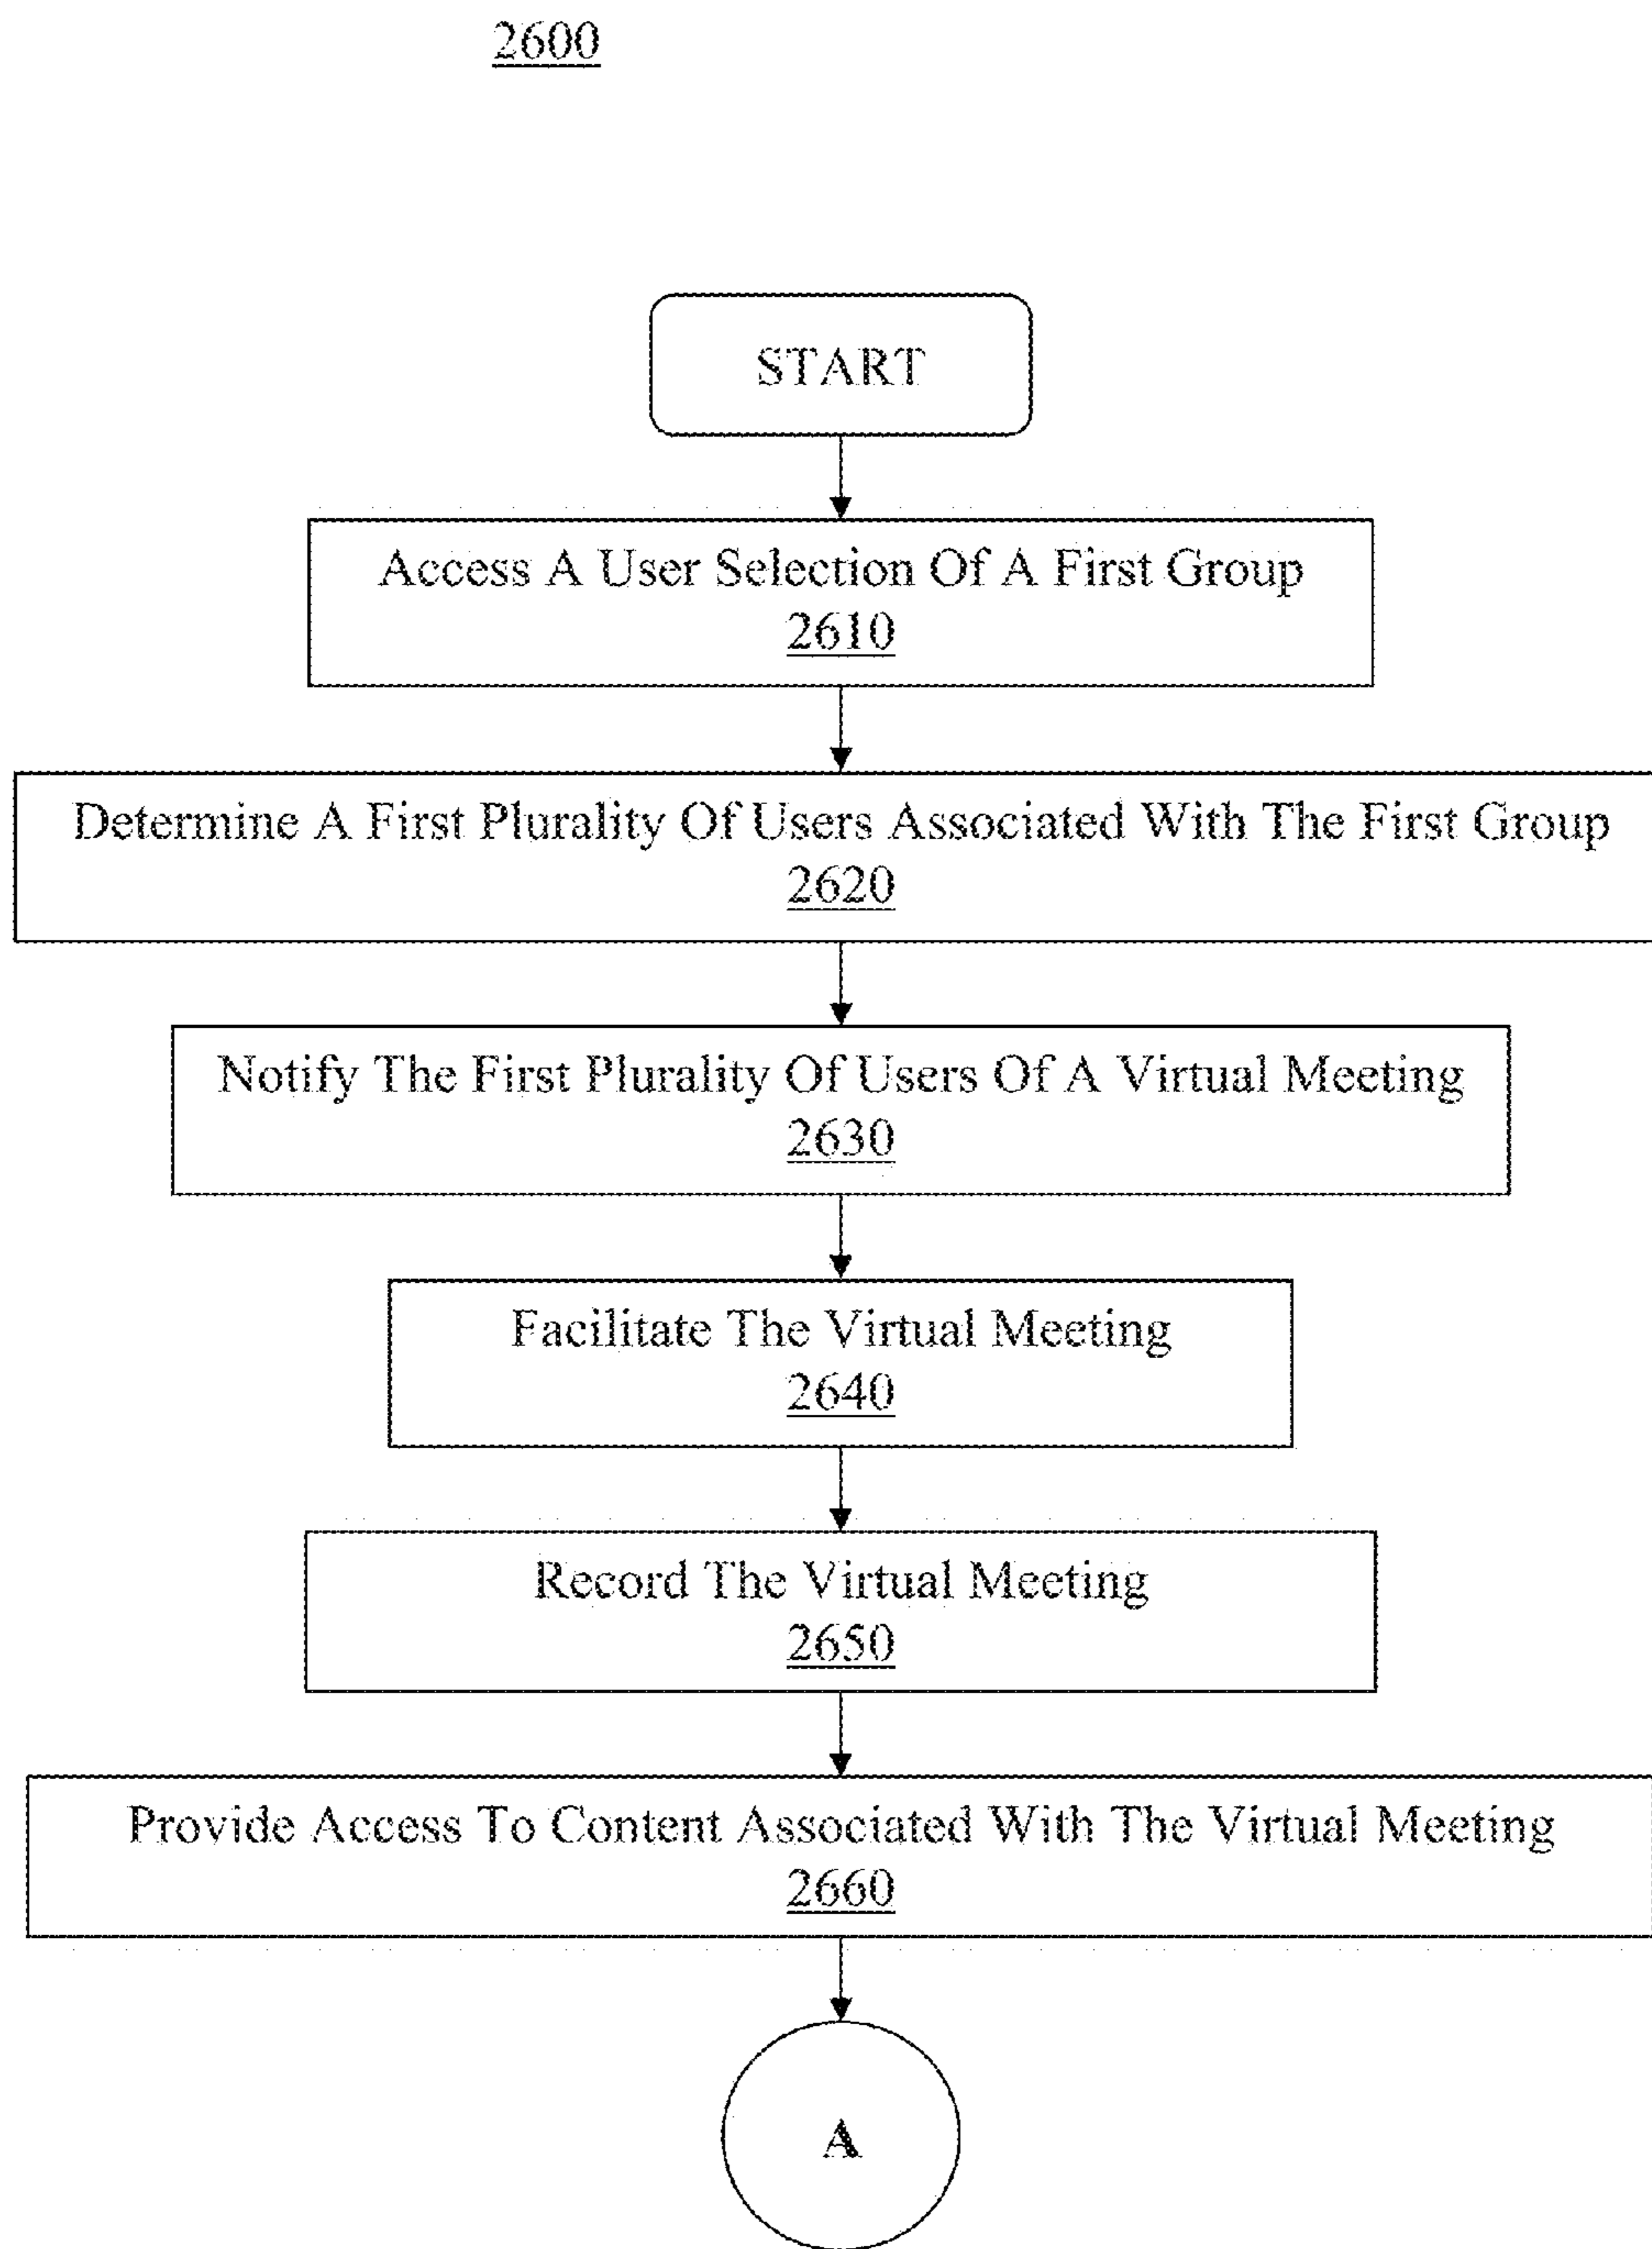 2600
START
Access A User Selection Of A First Group
2610
Determine A First Plurality Of Users Associated With The First Group
2620
Notify The First Plurality Of Users Of A Virtual Meeting
2630
Facilitate The Virtual Meeting
2640
Record The Virtual Meeting
2650
Provide Access To Content Associated With The Virtual Meeting
2660
A